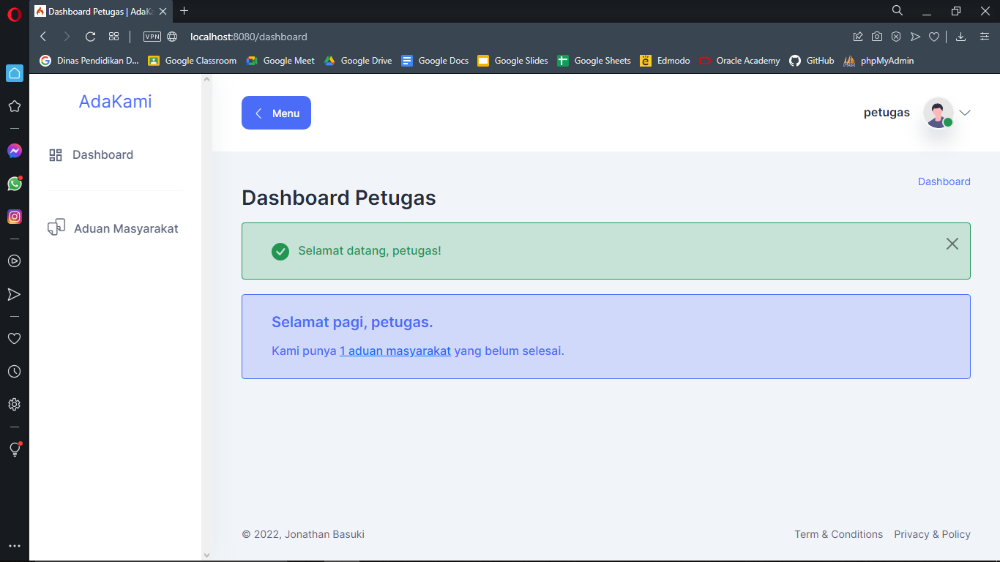 Dashboard Petugas | AdaKa
VPN
localhost:8080/dashboard
Dinas Pendidikan D...
Google Classroom
Google Meet
Google Drive
Google Docs
Google Slides
Google Sheets
Edmodo
Oracle Academy
GitHub
phpMyAdmin
AdaKami
Dashboard
Aduan Masyarakat
Menu
petugas
Dashboard
Dashboard Petugas
Selamat datang, petugas!
Selamat pagi, petugas.
Kami punya 1 aduan masyarakat yang belum selesai.
© 2022, Jonathan Basuki
Term & Conditions Privacy & Policy